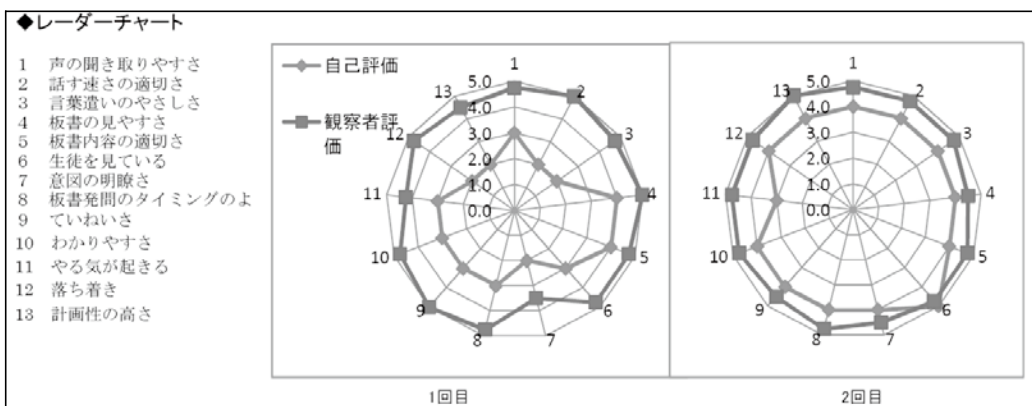 ◆レーダーチャート
1 声の聞き取りやすさ
2 話す速さの適切さ
3 言葉遣いのやさしさ
4 板書の見やすさ
5 板書内容の適切さ
6 生徒を見ている
7 意図の明瞭さ
8 板書発問のタイミングのよ
9 ていねいさ
10 わかりやすさ
11 やる気が起きる
12 落ち着き
13 計画性の高さ
自己評価
観察者評
価
5.0
4.0
3.0
2.0
1.0
0.0
1
2
3
4
5
6
7
8
9
10
11
12
13
1回目
5.0
4.0
3.0
2.0
1.0
0.0
1
2
3
4
5
6
7
8
9
10
11
12
13
2回目